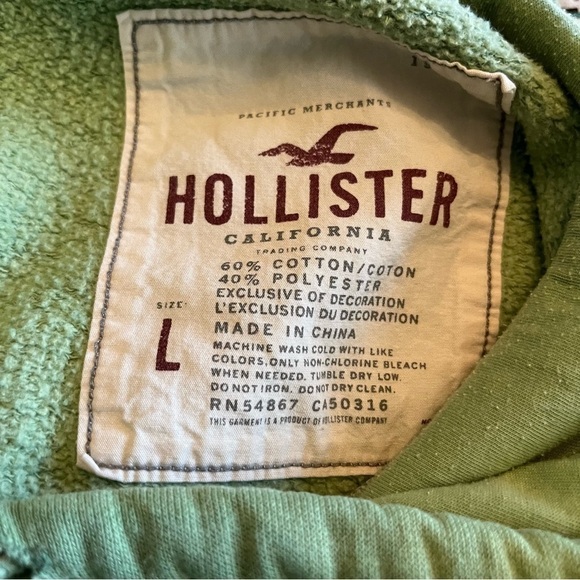 PACIFIC MERCHANTS
HOLLISTER
CALIFORNIA
TRADING COMPANY
60% COTTON/COTON
40% POLYESTER
EXCLUSIVE OF DECORATION
L'EXCLUSION DU DECORATION
MADE IN CHINA
SIZE:
L
MACHINE WASH COLD WITH LIKE
COLORS. ONLY NON-CHLORINE BLEACH
WHEN NEEDED. TUMBLE DRY LOW.
DO NOT IRON. DO NOT DRY CLEAN.
RN54867 CA50316
THIS GARMENT IS A PRODUCT OF HOLLISTER COMPANY